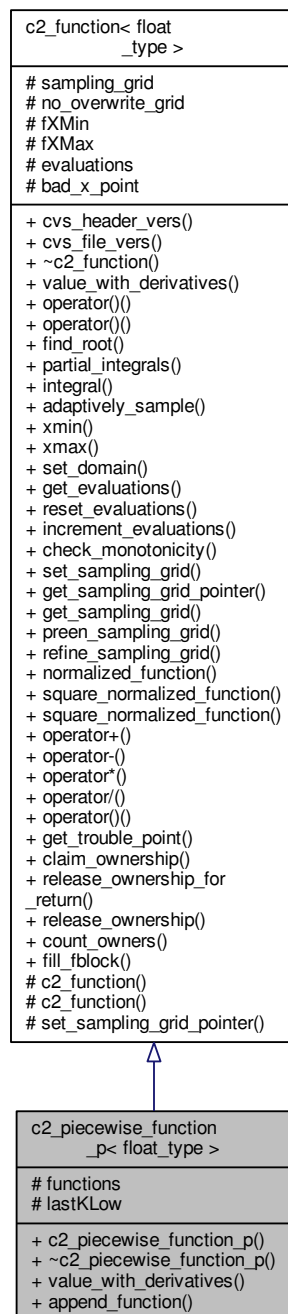 c2_function< float
_type >
# sampling_grid
# no_overwrite_grid
# fXMin
# fXMax
# evaluations
# bad_x_point
+ cvs_header_vers()
+ cvs_file_vers()
+ ~c2_function()
+ value_with_derivatives()
+ operator()()
+ operator()()
+ find_root()
+ partial_integrals()
+ integral()
+ adaptively_sample()
+ xmin()
+ xmax()
+ set_domain()
+ get_evaluations()
+ reset_evaluations()
+ increment_evaluations()
+ check_monotonicity()
+ set_sampling_grid()
+ get_sampling_grid_pointer()
+ get_sampling_grid()
+ preen_sampling_grid()
+ refine_sampling_grid()
+ normalized_function()
+ square_normalized_function()
+ square_normalized_function()
+ operator+()
+ operator-()
+ operator*()
+ operator/()
+ operator()()
+ get_trouble_point()
+ claim_ownership()
+ release_ownership_for
_return()
+ release_ownership()
+ count_owners()
+ fill_fblock()
# c2_function()
# c2_function()
# set_sampling_grid_pointer()
c2_piecewise_function
_p< float_type >
# functions
# lastKLow
+ c2_piecewise_function_p()
+ ~c2_piecewise_function_p()
+ value_with_derivatives()
+ append_function()